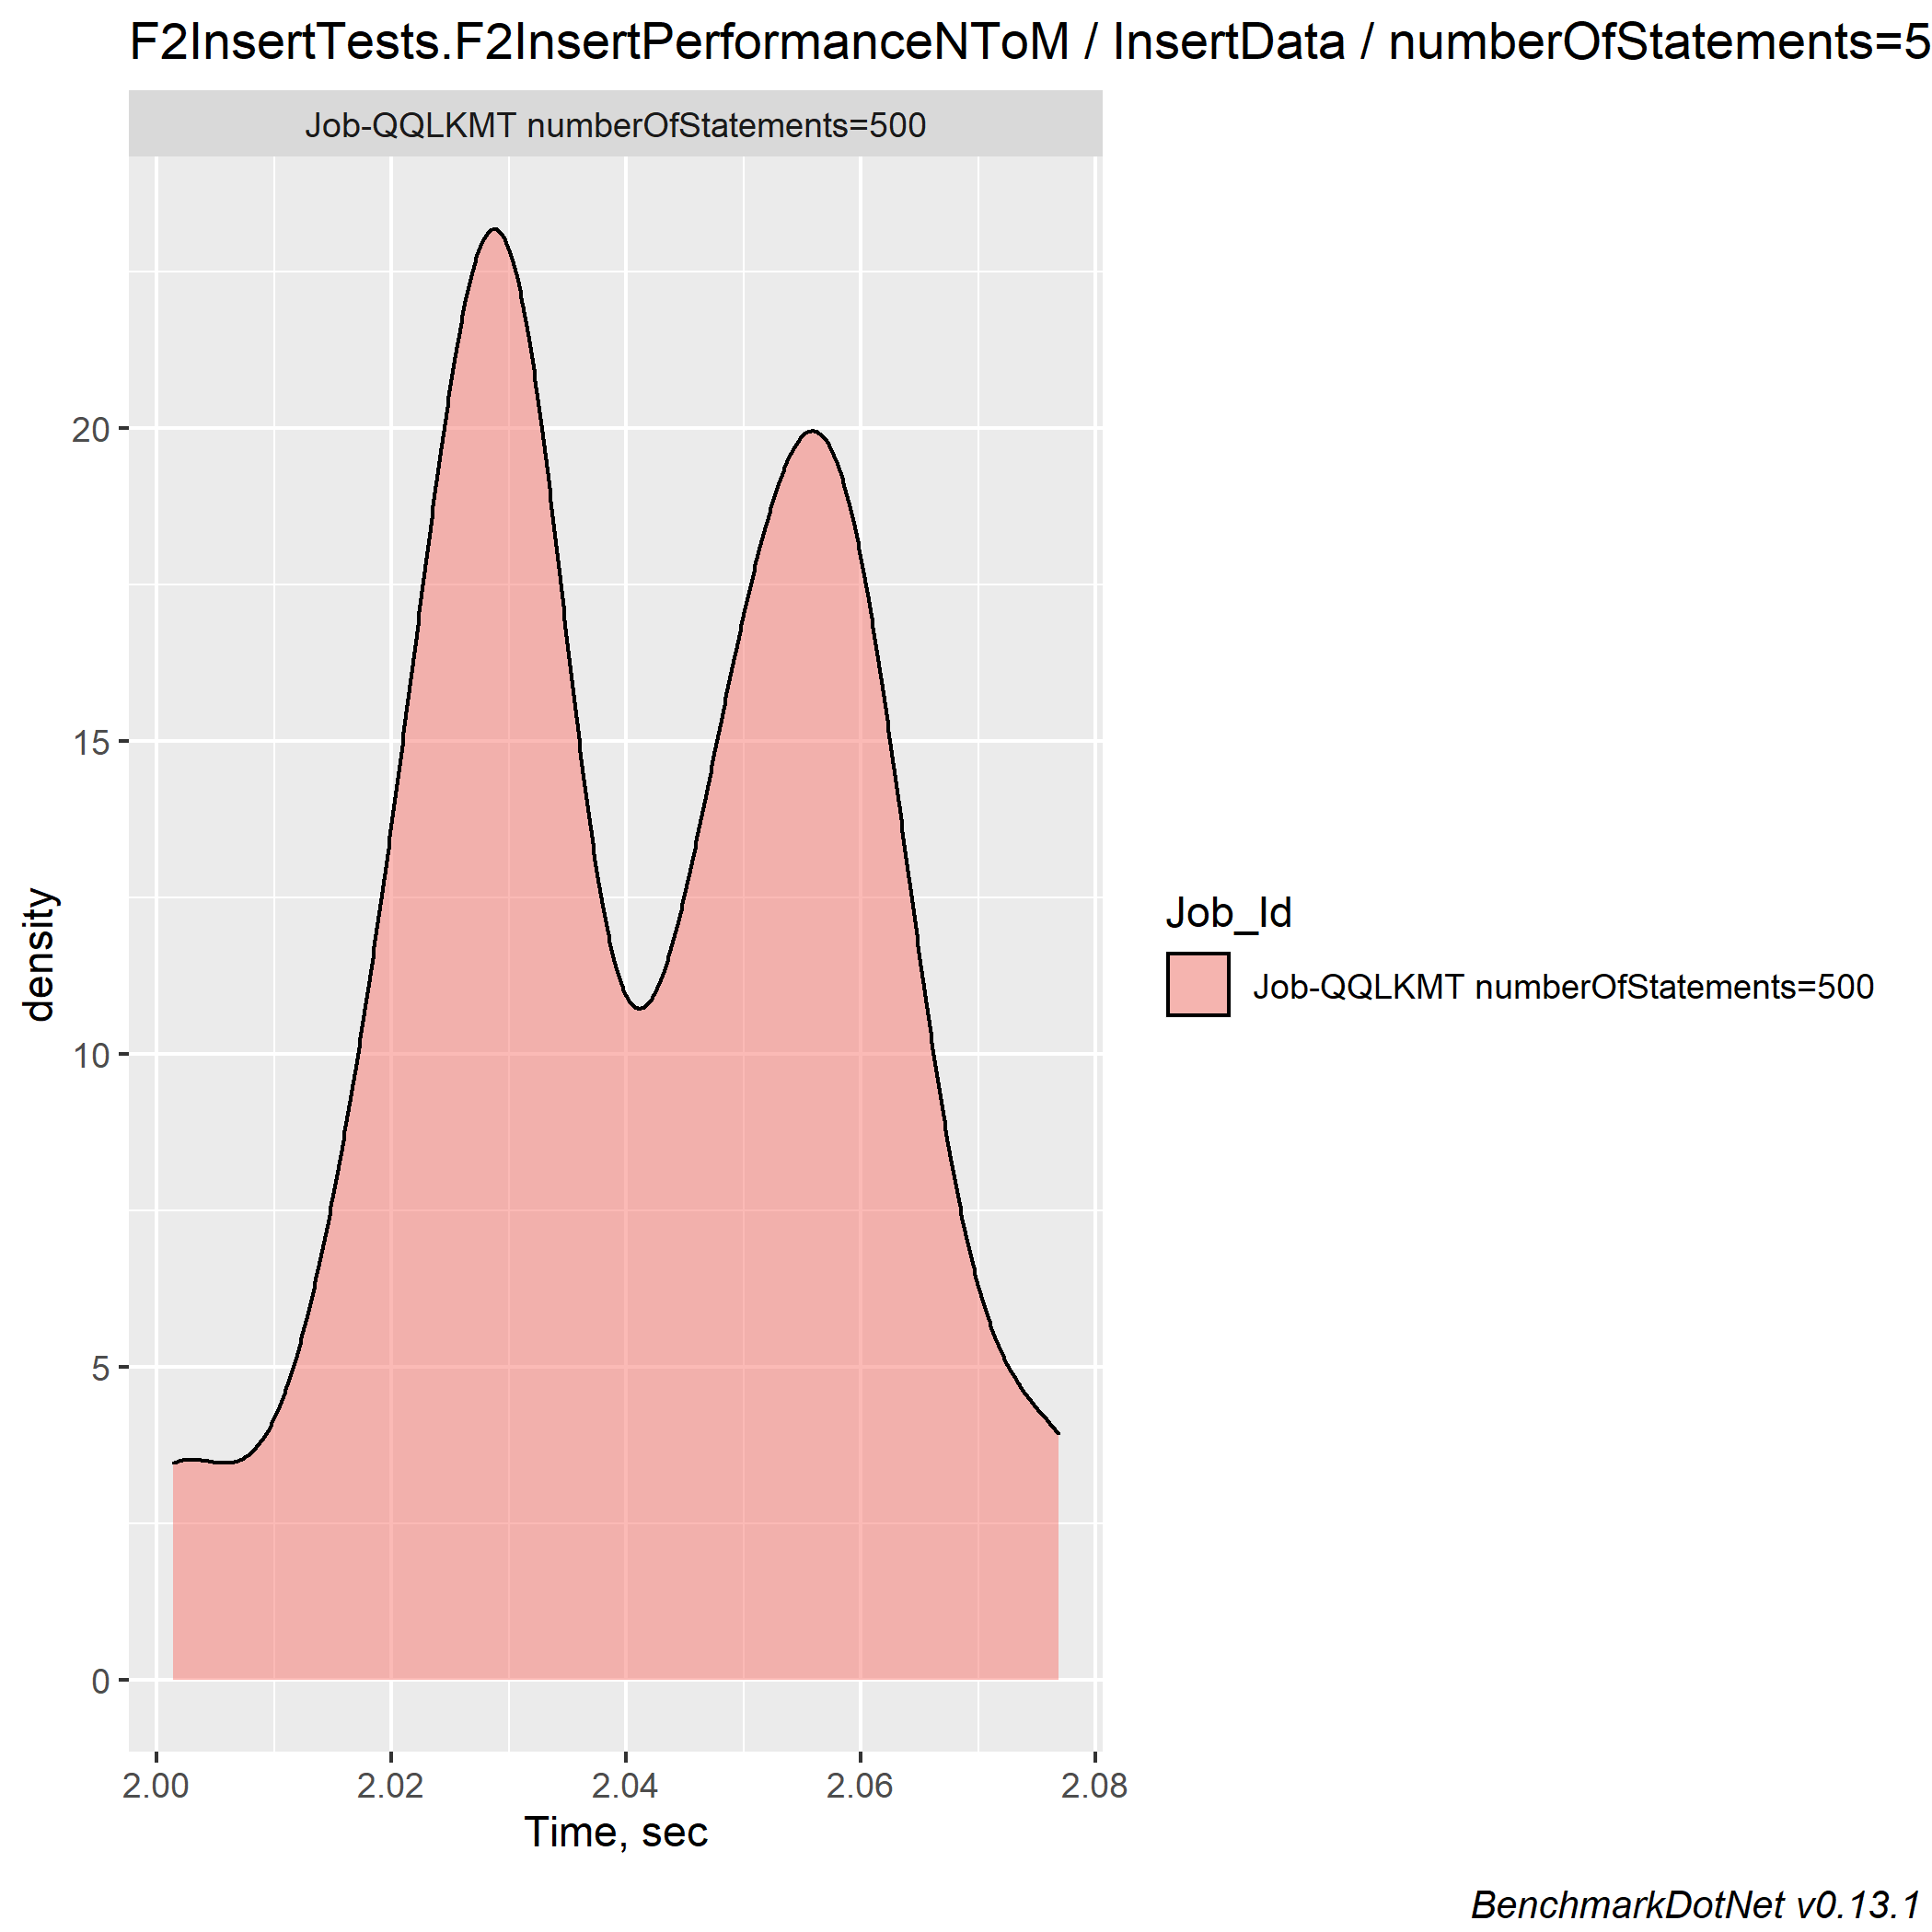 F2InsertTests.F2InsertPerformanceNToM / InsertData / numberOfStatements=5
Job-QQLKMT numberOfStatements=500
20
15
10
5
0
density
2.00 2.02 2.04 2.06 2.08
Time, sec
Job_Id
Job-QQLKMT numberOfStatements=500
BenchmarkDotNet v0.13.1